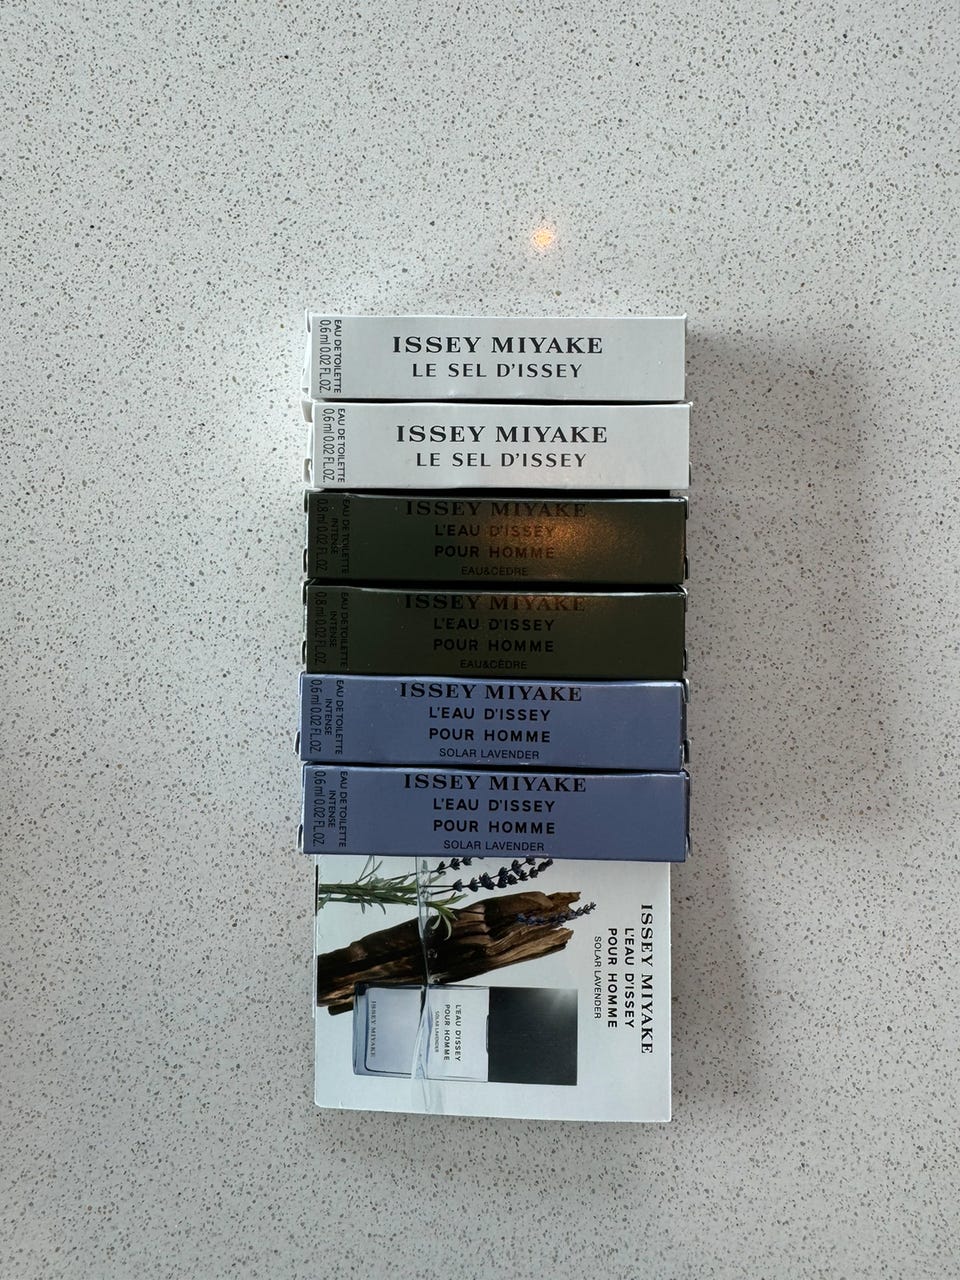 ISSEY MIYAKE
LE SEL D'ISSEY
EAU DE TOILETTE
0,6 ml 0.02 FL.OZ.
ISSEY MIYAKE
LE SEL D'ISSEY
EAU DE TOILETTE
0,6 ml 0.02 FL.OZ.
ISSEY MIYAKE
L'EAU D'ISSEY
POUR HOMME
EAU&CÈDRE
EAU DE TOILETTE
INTENSE
0,8 ml 0.02 FL.OZ.
ISSEY MIYAKE
L'EAU D'ISSEY
POUR HOMME
EAU&CÈDRE
EAU DE TOILETTE
INTENSE
0,8 ml 0.02 FL.OZ.
ISSEY MIYAKE
L'EAU D'ISSEY
POUR HOMME
SOLAR LAVENDER
EAU DE TOILETTE
INTENSE
0,6 ml 0.02 FL.OZ.
ISSEY MIYAKE
L'EAU D'ISSEY
POUR HOMME
SOLAR LAVENDER
EAU DE TOILETTE
INTENSE
0,6 ml 0.02 FL.OZ.
ISSEY MIYAKE
L'EAU D'ISSEY
POUR HOMME
SOLAR LAVENDER
L'EAU D'ISSEY
POUR HOMME
SOLAR LAVENDER
ISSEY MIYAKE